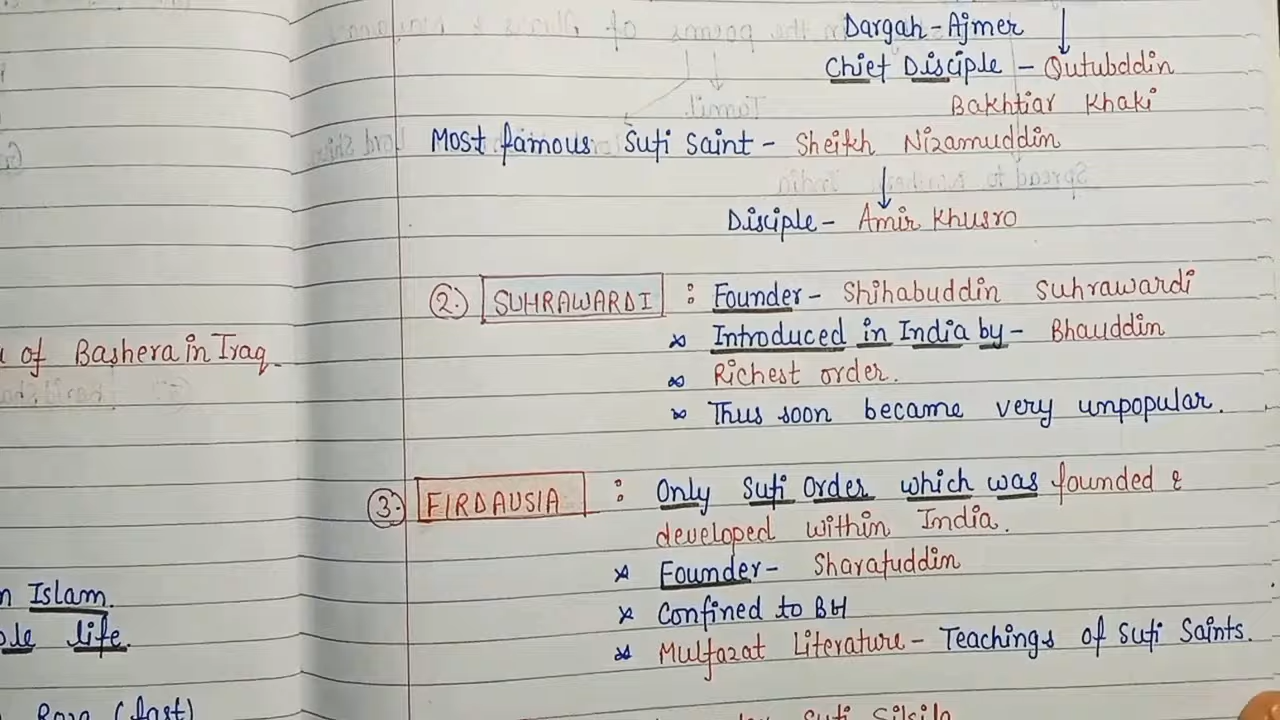 Dargah - Ajmer ↓
Chief Disciple - Qutubddin
Bakhtiar Khaki
Most famous Sufi Saint - Sheikh Nizamuddin
↓
Disciple - Amir Khusro
2. SUHRAWARDI : Founder - Shihabuddin Suhrawardi
× Introduced in India by - Bhauddin
× Richest order.
× Thus soon became very unpopular.
of Bashera in Iraq
3. FIRDAUSIA : Only Sufi Order which was founded &
developed within India.
× Founder - Sharafuddin
× Confined to BH
× Mulfazat Literature - Teachings of Sufi Saints.
Islam.
life.
(fast)
Sufi Silsila